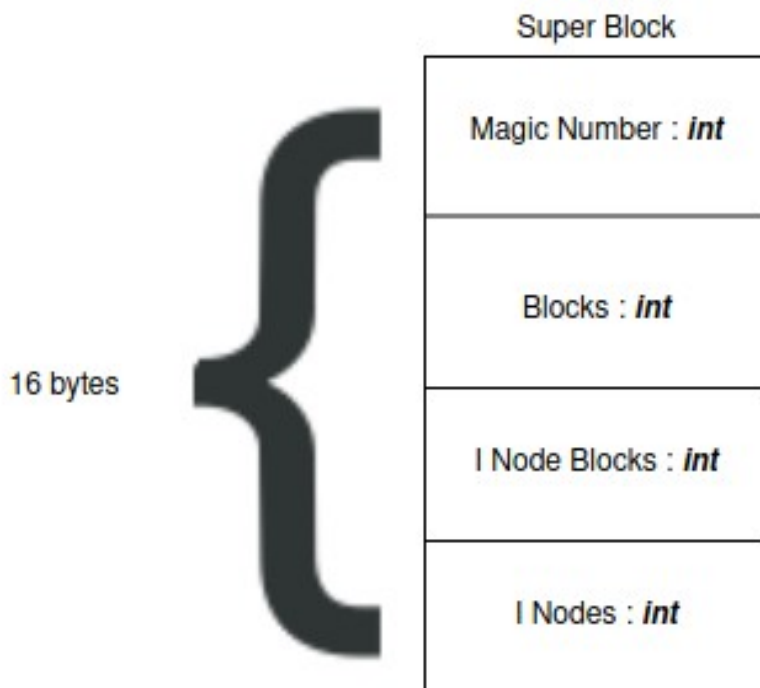 Super Block
Magic Number : int
Blocks : int
16 bytes
I Node Blocks : int
I Nodes : int